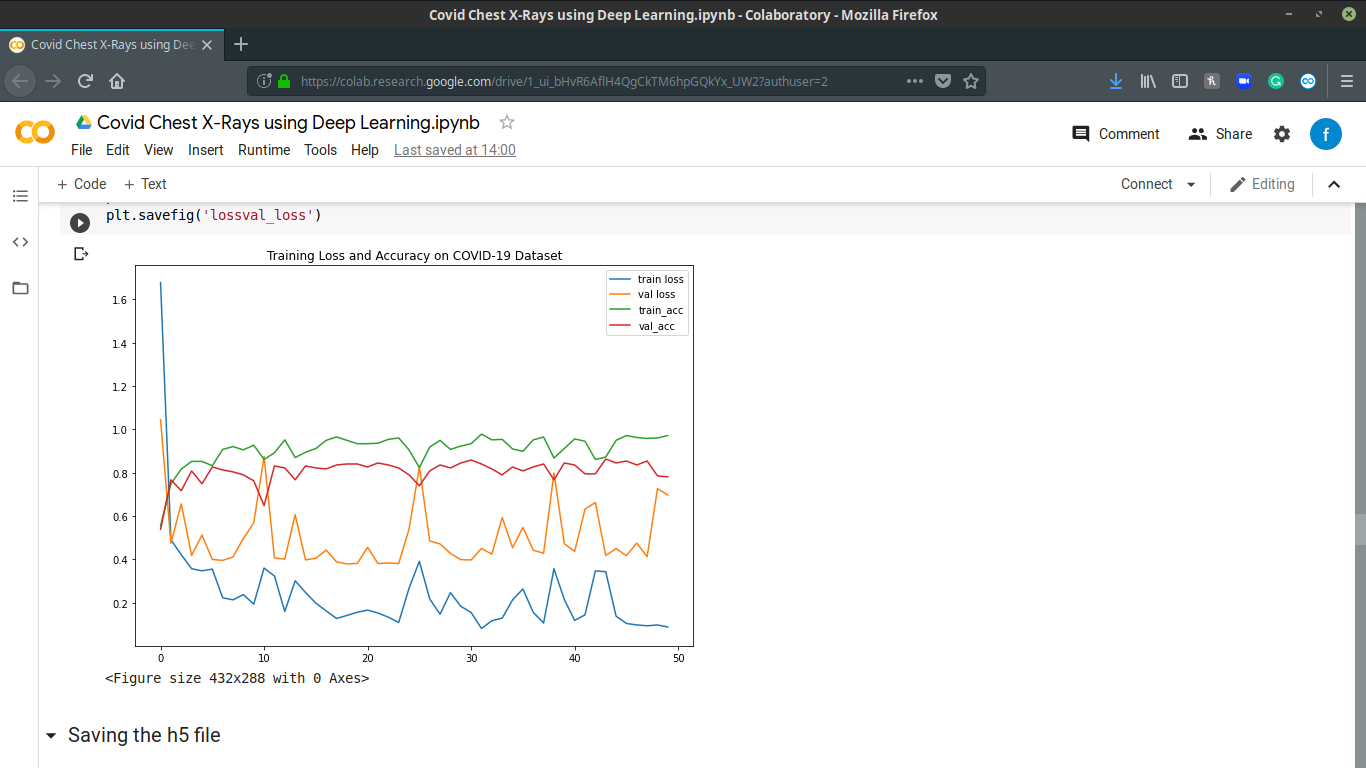 Covid Chest X-Rays using Deep Learning.ipynb - Colaboratory - Mozilla Firefox
Covid Chest X-Rays using Dee
https://colab.research.google.com/drive/1_ui_bHvR6AflH4QgCkTM6hpGQkYx_UW2?authuser=2
Covid Chest X-Rays using Deep Learning.ipynb
Comment
Share
f
File Edit View Insert Runtime Tools Help Last saved at 14:00
+ Code + Text
Connect
Editing
plt.savefig('lossval_loss')
Training Loss and Accuracy on COVID-19 Dataset
train loss
val loss
train_acc
val_acc
1.6
1.4
1.2
1.0
0.8
0.6
0.4
0.2
0 10 20 30 40 50
<Figure size 432x288 with 0 Axes>
Saving the h5 file